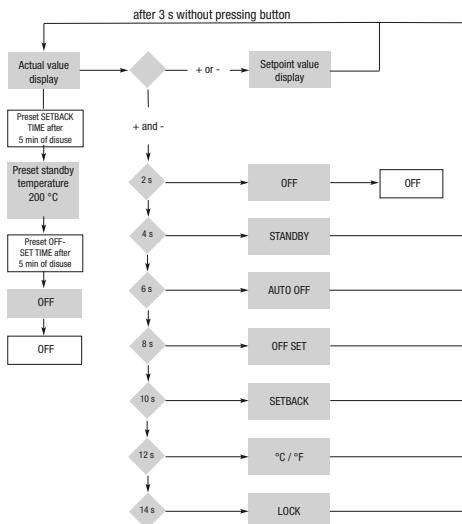 after 3 s without pressing button
Actual value
display
+ or -
Setpoint value
display
Preset SETBACK
TIME after
5 min of disuse
+ and -
Preset standby
temperature
200 °C
2 s
OFF
OFF
4 s
STANDBY
Preset OFF-
SET TIME after
5 min of disuse
6 s
AUTO OFF
OFF
8 s
OFF SET
OFF
10 s
SETBACK
12 s
°C / °F
14 s
LOCK